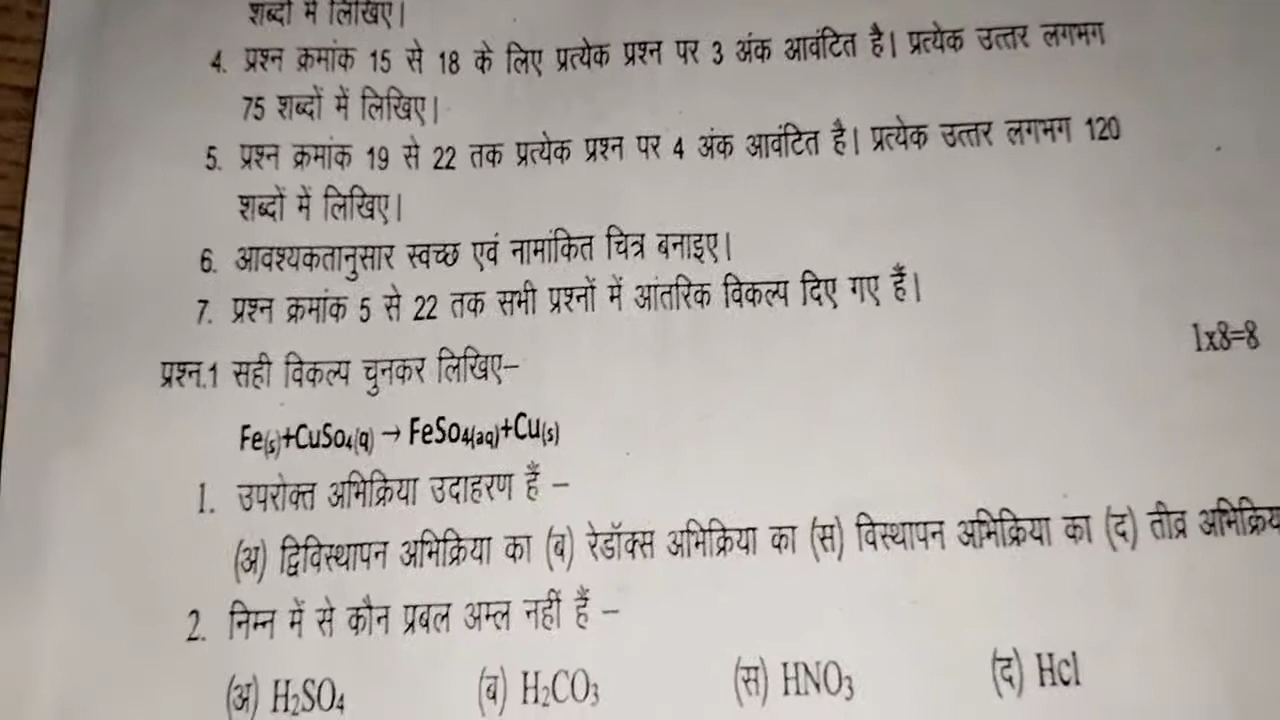 शब्दों में लिखिए।
4. प्रश्न क्रमांक 15 से 18 के लिए प्रत्येक प्रश्न पर 3 अंक आवंटित है। प्रत्येक उत्तर लगभग
75 शब्दों में लिखिए।
5. प्रश्न क्रमांक 19 से 22 तक प्रत्येक प्रश्न पर 4 अंक आवंटित है। प्रत्येक उत्तर लगभग 120
शब्दों में लिखिए।
6. आवश्यकतानुसार स्वच्छ एवं नामांकित चित्र बनाइए।
7. प्रश्न क्रमांक 5 से 22 तक सभी प्रश्नों में आंतरिक विकल्प दिए गए हैं।
प्रश्न.1 सही विकल्प चुनकर लिखिए– 1x8=8
Fe(s)+CuSo4(q) → FeSo4(aq)+Cu(s)
1. उपरोक्त अभिक्रिया उदाहरण हैं –
(अ) द्विविस्थापन अभिक्रिया का (ब) रेडॉक्स अभिक्रिया का (स) विस्थापन अभिक्रिया का (द) तीव्र अभिक्रिय
2. निम्न में से कौन प्रबल अम्ल नहीं हैं –
(अ) H2SO4 (ब) H2CO3 (स) HNO3 (द) Hcl